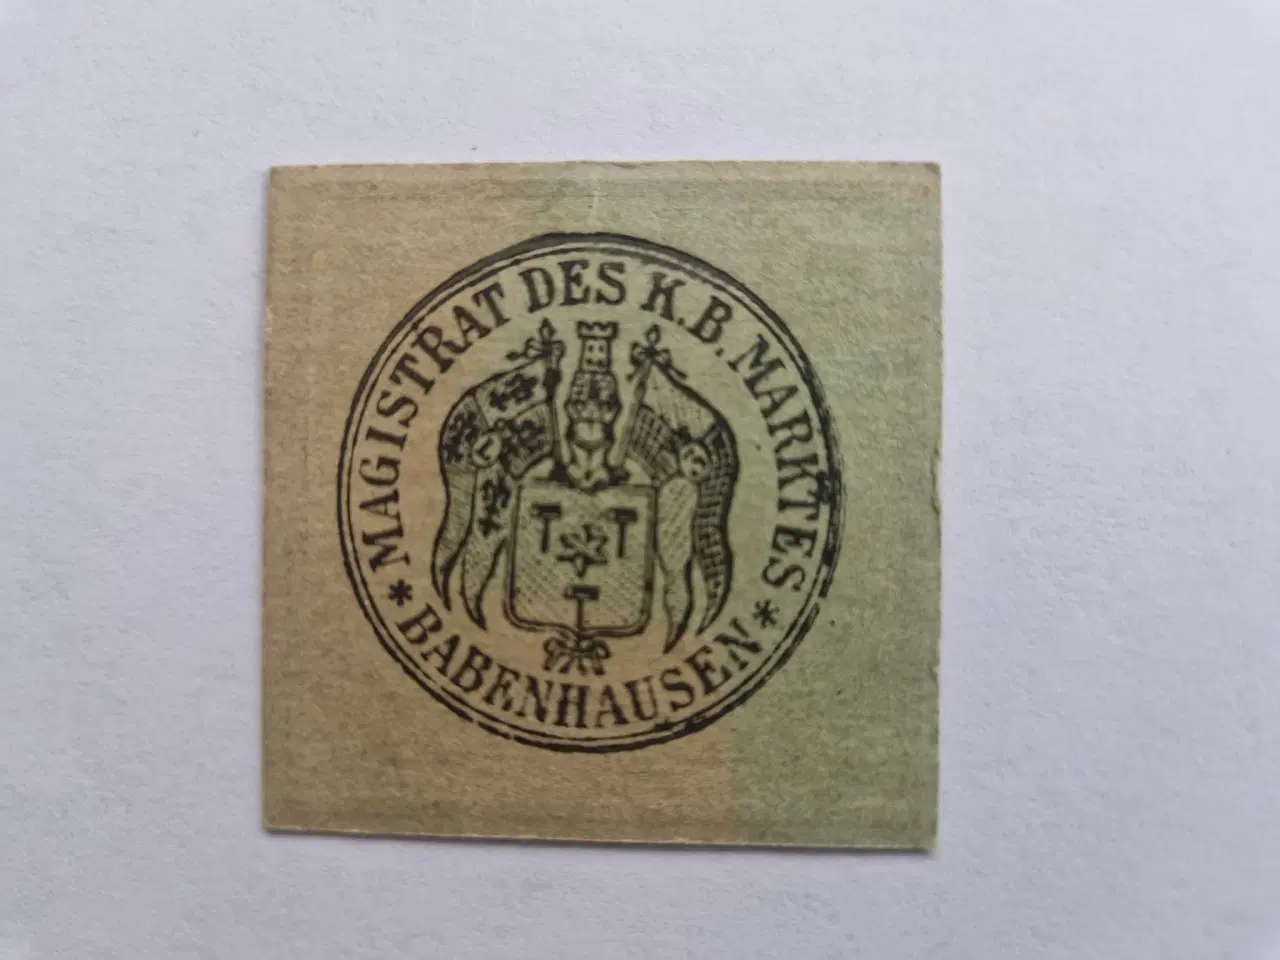 * MAGISTRAT DES K.B. MARKTES *
BABENHAUSEN